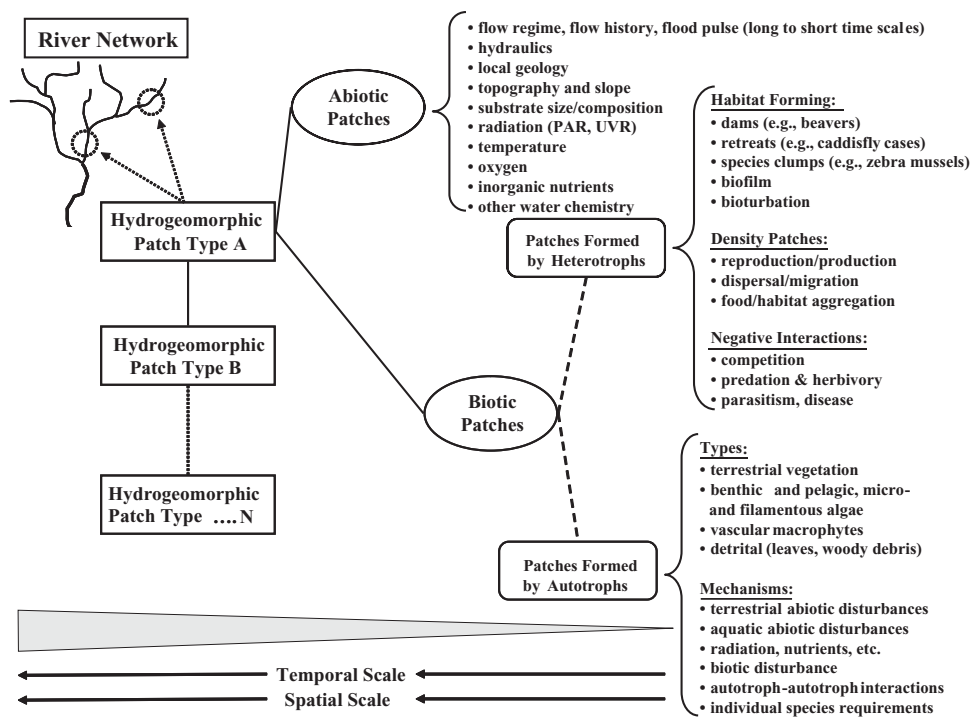 River Network
Hydrogeomorphic
Patch Type A
Hydrogeomorphic
Patch Type B
Hydrogeomorphic
Patch Type ....N
Abiotic
Patches
• flow regime, flow history, flood pulse (long to short time scales)
• hydraulics
• local geology
• topography and slope
• substrate size/composition
• radiation (PAR, UVR)
• temperature
• oxygen
• inorganic nutrients
• other water chemistry
Biotic
Patches
Patches Formed
by Heterotrophs
Habitat Forming:
• dams (e.g., beavers)
• retreats (e.g., caddisfly cases)
• species clumps (e.g., zebra mussels)
• biofilm
• bioturbation
Density Patches:
• reproduction/production
• dispersal/migration
• food/habitat aggregation
Negative Interactions:
• competition
• predation & herbivory
• parasitism, disease
Patches Formed
by Autotrophs
Types:
• terrestrial vegetation
• benthic and pelagic, micro-
and filamentous algae
• vascular macrophytes
• detrital (leaves, woody debris)
Mechanisms:
• terrestrial abiotic disturbances
• aquatic abiotic disturbances
• radiation, nutrients, etc.
• biotic disturbance
• autotroph-autotroph interactions
• individual species requirements
Temporal Scale
Spatial Scale